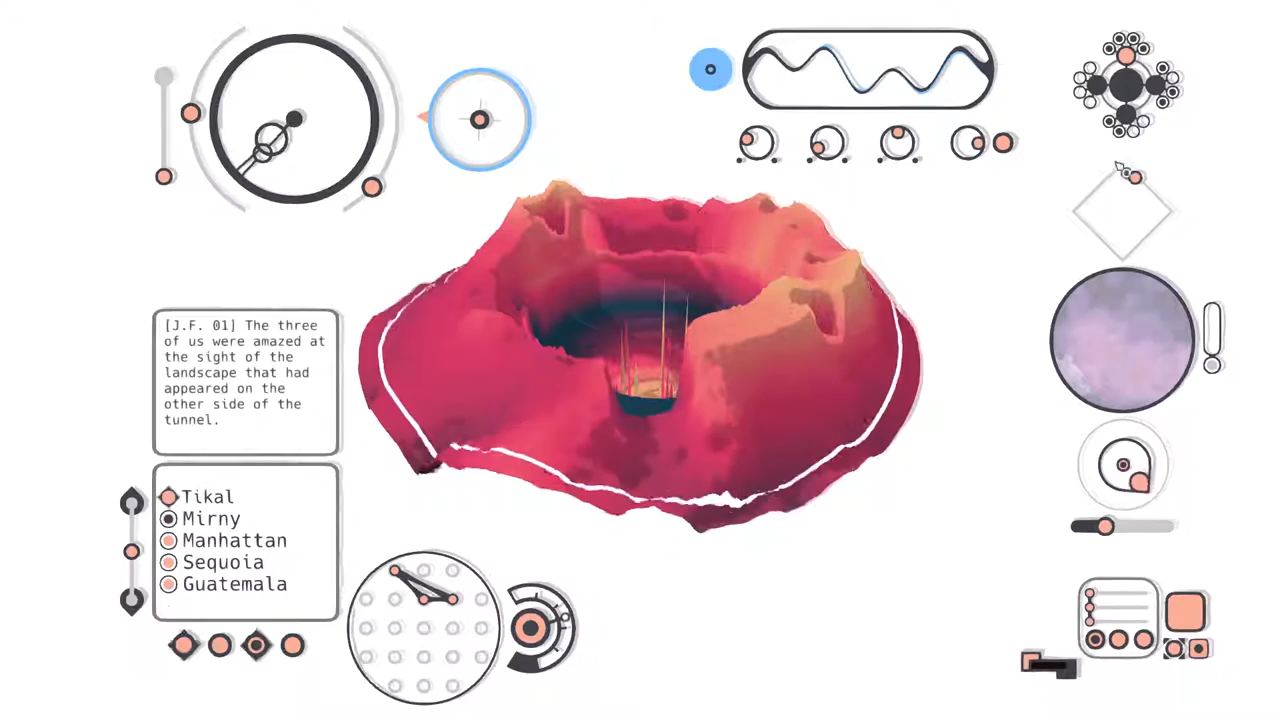 [J.F. 01] The three
of us were amazed at
the sight of the
landscape that had
appeared on the
other side of the
tunnel.
Tikal
Mirny
Manhattan
Sequoia
Guatemala